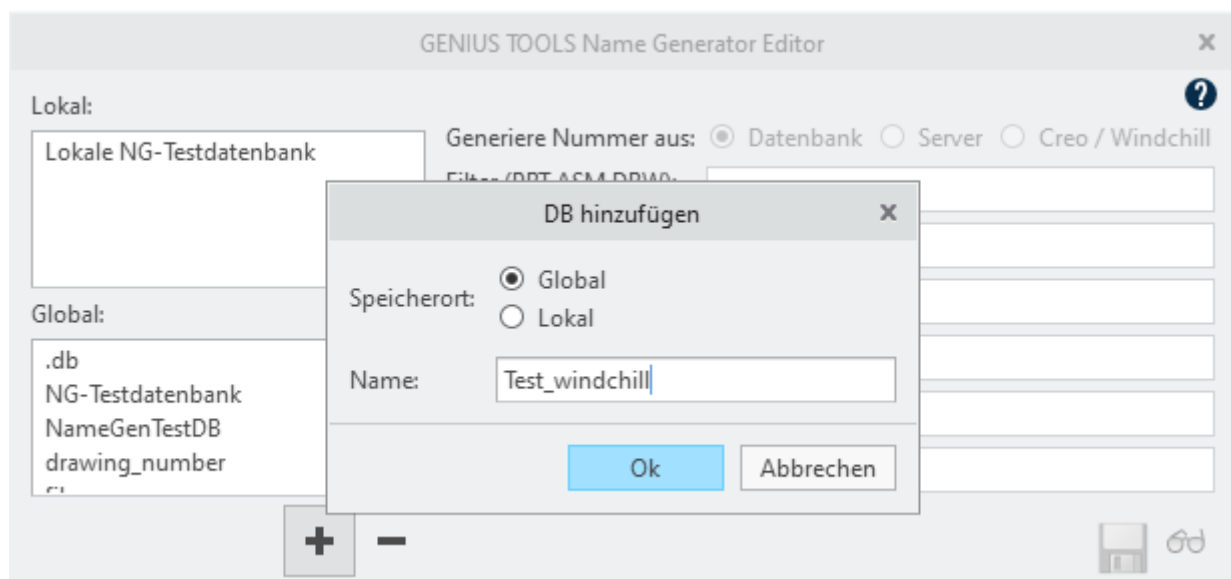 GENIUS TOOLS Name Generator Editor
Lokal:
Lokale NG-Testdatenbank
Generiere Nummer aus: Datenbank Server Creo / Windchill
DB hinzufügen
Speicherort:
Global
Lokal
Name: Test_windchill
Ok Abbrechen
Global:
.db
NG-Testdatenbank
NameGenTestDB
drawing_number